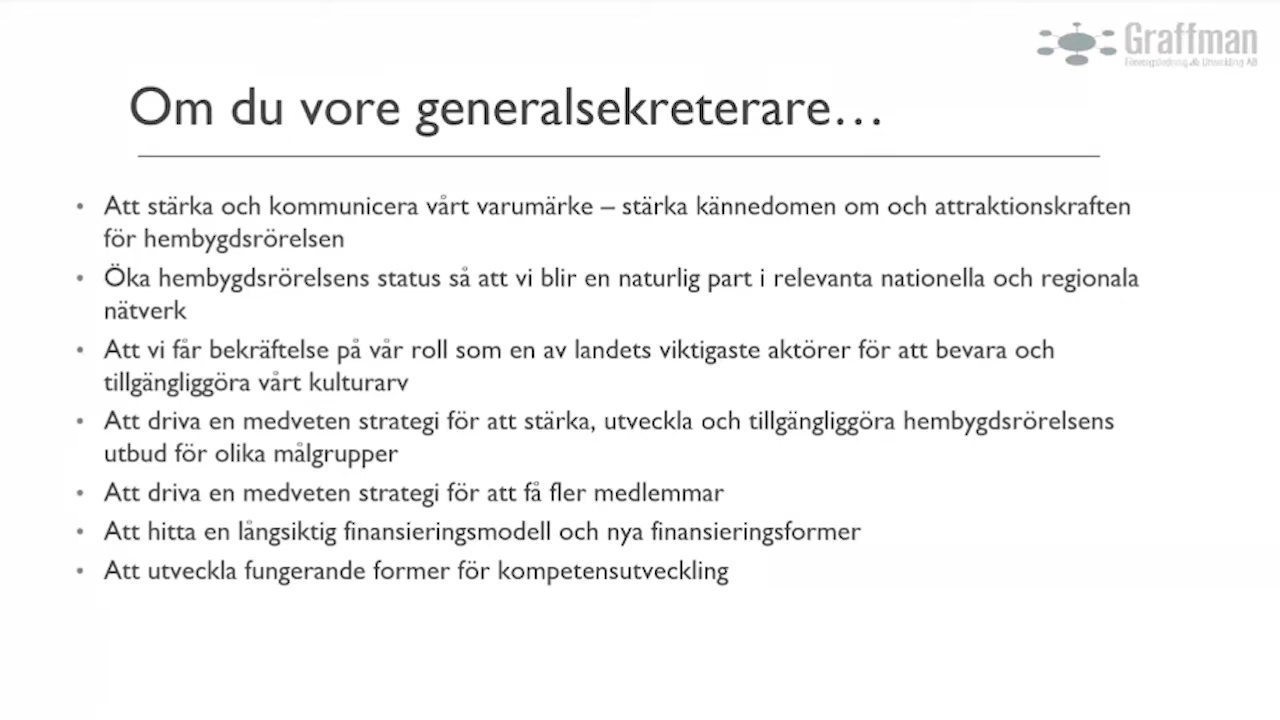 Graffman
Om du vore generalsekreterare…
• Att stärka och kommunicera vårt varumärke – stärka kännedomen om och attraktionskraften
för hembygdsrörelsen
• Öka hembygdsrörelsens status så att vi blir en naturlig part i relevanta nationella och regionala
nätverk
• Att vi får bekräftelse på vår roll som en av landets viktigaste aktörer för att bevara och
tillgängliggöra vårt kulturarv
• Att driva en medveten strategi för att stärka, utveckla och tillgängliggöra hembygdsrörelsens
utbud för olika målgrupper
• Att driva en medveten strategi för att få fler medlemmar
• Att hitta en långsiktig finansieringsmodell och nya finansieringsformer
• Att utveckla fungerande former för kompetensutveckling